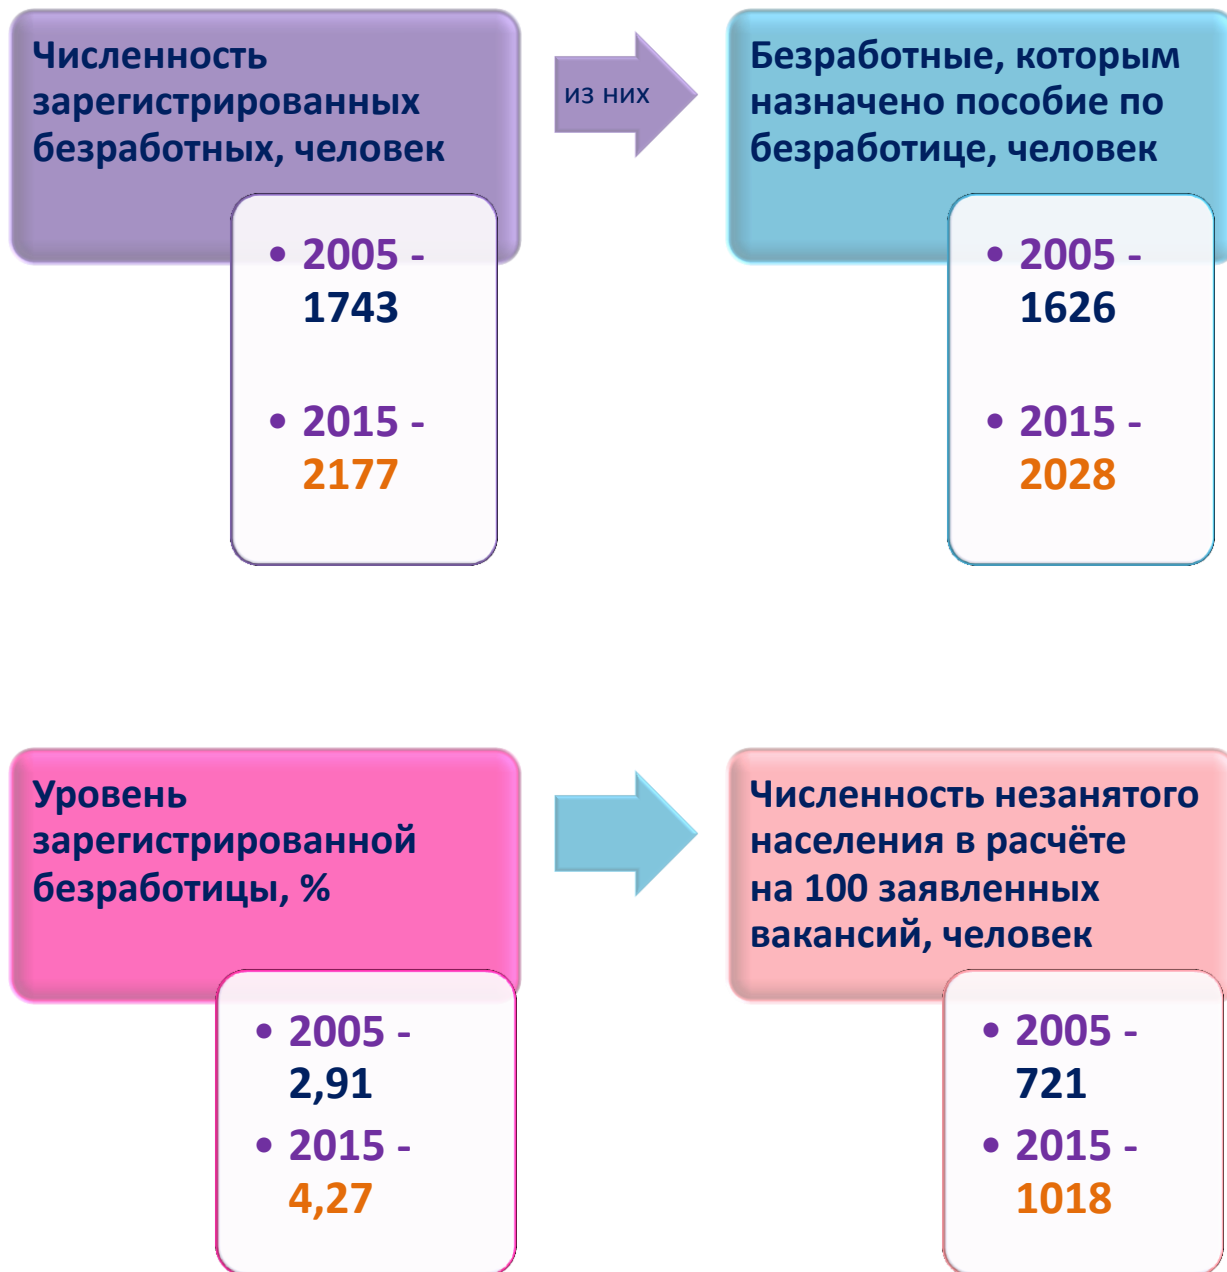 Численность
зарегистрированных
безработных, человек
• 2005 -
1743
• 2015 -
2177
из них
Безработные, которым
назначено пособие по
безработице, человек
• 2005 -
1626
• 2015 -
2028
Уровень
зарегистрированной
безработицы, %
• 2005 -
2,91
• 2015 -
4,27
Численность незанятого
населения в расчёте
на 100 заявленных
вакансий, человек
• 2005 -
721
• 2015 -
1018